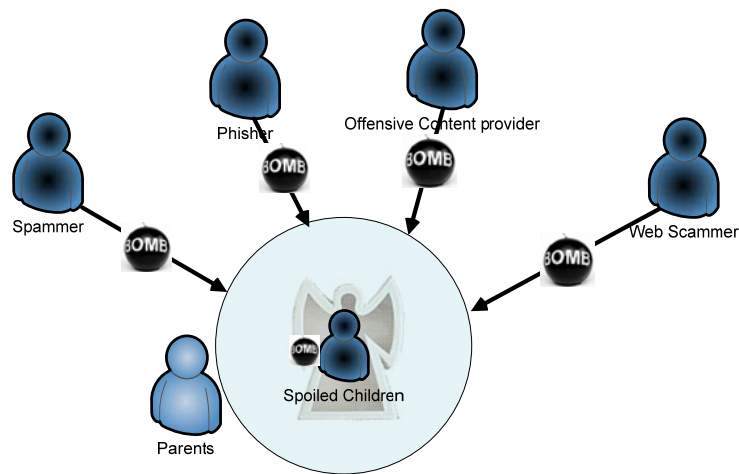 Phisher
Offensive Content provider
BOMB
BOMB
Spammer
Web Scammer
BOMB
BOMB
BOMB
Spoiled Children
Parents